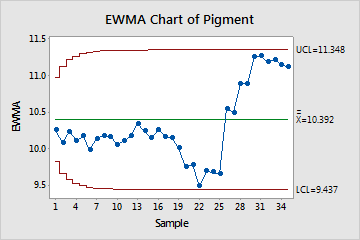 EWMA Chart of Pigment
11.5
11.0
10.5
10.0
9.5
EWMA
UCL=11.348
X̿=10.392
LCL=9.437
1 4 7 10 13 16 19 22 25 28 31 34
Sample